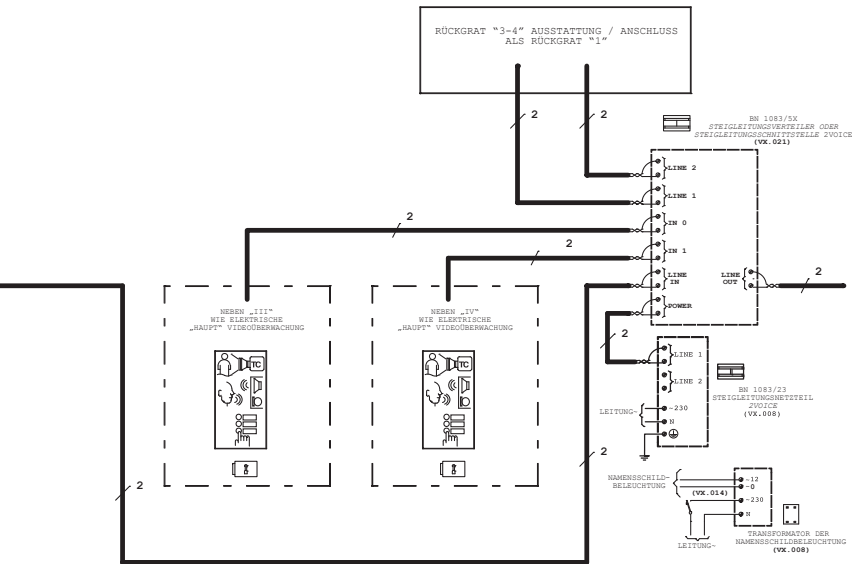 RÜCKGRAT "3-4" AUSSTATTUNG / ANSCHLUSS
ALS RÜCKGRAT "1"
2
2
BN 1083/5X
STEIGLEITUNGSVERTEILER ODER
STEIGLEITUNGSSCHNITTSTELLE 2VOICE
(VX.021)
LINE 2
LINE 1
2
IN 0
2
IN 1
LINE
IN
LINE
OUT
2
POWER
NEBEN „III"
WIE ELEKTRISCHE
„HAUPT" VIDEOÜBERWACHUNG
TC
NEBEN „IV"
WIE ELEKTRISCHE
„HAUPT" VIDEOÜBERWACHUNG
TC
2
LINE 1
LINE 2
BN 1083/23
STEIGLEITUNGSNETZTEIL
2VOICE
(VX.008)
LEITUNG~
~230
N
2
2
NAMENSSCHILD-
BELEUCHTUNG
(VX.014)
~12
~0
~230
N
LEITUNG~
TRANSFORMATOR DER
NAMENSSCHILDBELEUCHTUNG
(VX.008)